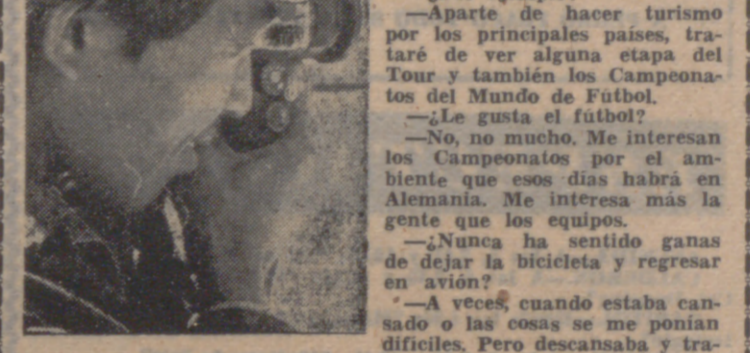 —Aparte de hacer turismo
por los principales países, tra-
taré de ver alguna etapa del
Tour y también los Campeona-
tos del Mundo de Fútbol.
—¿Le gusta el fútbol?
—No, no mucho. Me interesan
los Campeonatos por el am-
biente que esos días habrá en
Alemania. Me interesa más la
gente que los equipos.
—¿Nunca ha sentido ganas
de dejar la bicicleta y regresar
en avión?
—A veces, cuando estaba can-
sado o las cosas se me ponían
difíciles. Pero descansaba y tra-